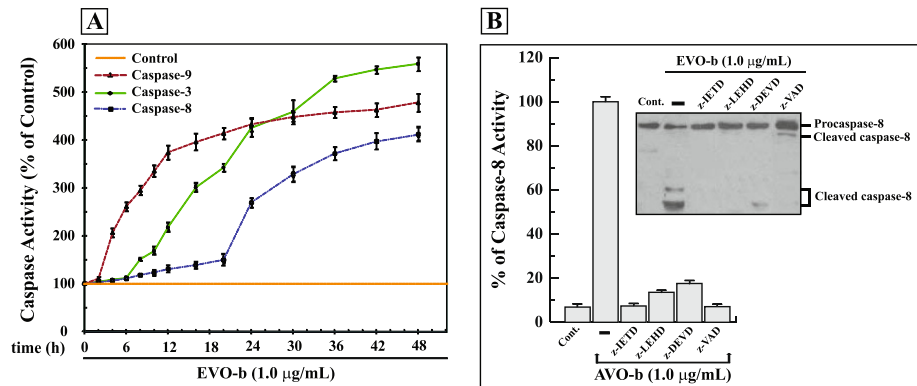 A
Caspase Activity (% of Control)
600
500
400
300
200
100
0
Control
Caspase-9
Caspase-3
Caspase-8
time (h)
0 6 12 18 24 30 36 42 48
EVO-b (1.0 μg/mL)
B
% of Caspase-8 Activity
120
100
80
60
40
20
0
EVO-b (1.0 μg/mL)
Cont. – z-IETD z-LEHD z-DEVD z-VAD
Procaspase-8
Cleaved caspase-8
Cleaved caspase-8
Cont. – z-IETD z-LEHD z-DEVD z-VAD
AVO-b (1.0 μg/mL)